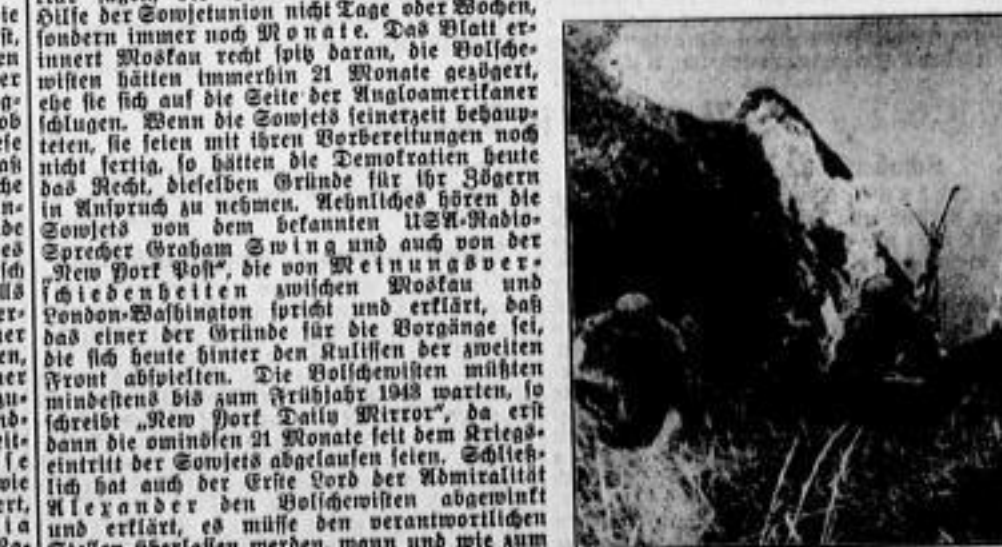 Hilfe der Sowjetunion nicht Tage oder Wochen,
sondern immer noch Monate. Das Blatt er-
innert Moskau recht spitz daran, die Bolsche-
wisten hätten immerhin 21 Monate gezögert,
ehe sie sich auf die Seite der Angloamerikaner
schlugen. Wenn die Sowjets seinerzeit behaup-
teten, sie seien mit ihren Vorbereitungen noch
nicht fertig, so hätten die Demokratien heute
das Recht, dieselben Gründe für ihr Zögern
in Anspruch zu nehmen. Aehnliches hören die
Sowjets von dem bekannten USA-Radio-
Sprecher Graham Swing und auch von der
„New York Post“, die von Meinungsver-
schiedenheiten zwischen Moskau und
London-Washington spricht und erklärt, daß
das einer der Gründe für die Vorgänge sei,
die sich heute hinter den Kulissen der zweiten
Front abspielten. Die Bolschewisten müßten
mindestens bis zum Frühjahr 1943 warten, so
schreibt „New York Daily Mirror“, da erst
dann die ominösen 21 Monate seit dem Kriegs-
eintritt der Sowjets abgelaufen seien. Schließ-
lich hat auch der Erste Lord der Admiralität
Alexander den Bolschewisten abgewinkt
und erklärt, es müsse den verantwortlichen
Stellen überlassen werden, wann und wie zum